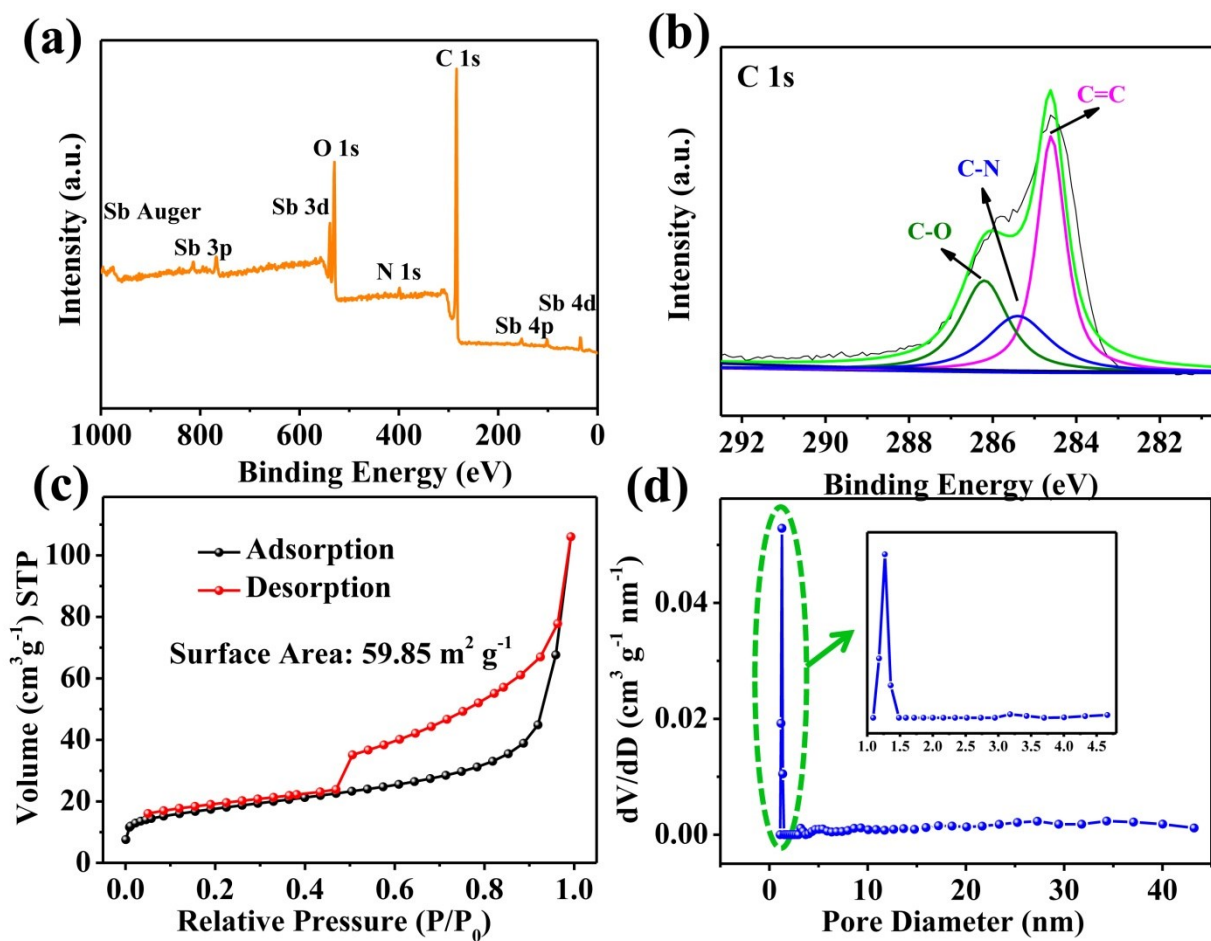 (a)
C 1s
O 1s
Sb 3d
Sb Auger
Sb 3p
N 1s
Sb 4p
Sb 4d
Intensity (a.u.)
1000 800 600 400 200 0
Binding Energy (eV)
(b)
C 1s
C=C
C-N
C-O
Intensity (a.u.)
292 290 288 286 284 282
Binding Energy (eV)
(c)
Adsorption
Desorption
Surface Area: 59.85 m² g⁻¹
Volume (cm³g⁻¹) STP
100
80
60
40
20
0
0.0 0.2 0.4 0.6 0.8 1.0
Relative Pressure (P/P₀)
(d)
dV/dD (cm³ g⁻¹ nm⁻¹)
0.04
0.02
0.00
1.0 1.5 2.0 2.5 3.0 3.5 4.0 4.5
0 10 20 30 40
Pore Diameter (nm)